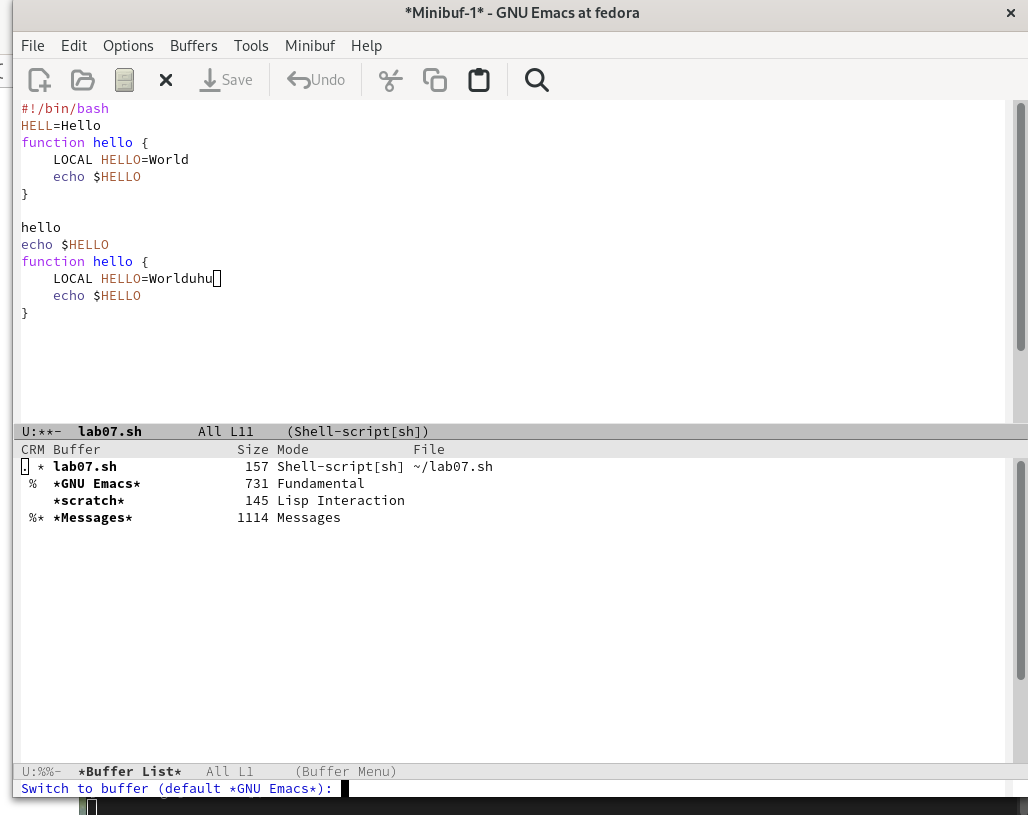 *Minibuf-1* - GNU Emacs at fedora ×
File Edit Options Buffers Tools Minibuf Help
Save Undo
#!/bin/bash
HELL=Hello
function hello {
    LOCAL HELLO=World
    echo $HELLO
}
hello
echo $HELLO
function hello {
    LOCAL HELLO=Worlduhu
    echo $HELLO
}
U:**-  lab07.sh       All L11    (Shell-script[sh])
CRM Buffer                 Size Mode             File
. * lab07.sh                157 Shell-script[sh] ~/lab07.sh
 %  *GNU Emacs*             731 Fundamental
    *scratch*               145 Lisp Interaction
 %* *Messages*             1114 Messages
U:%%-  *Buffer List*   All L1     (Buffer Menu)
Switch to buffer (default *GNU Emacs*):